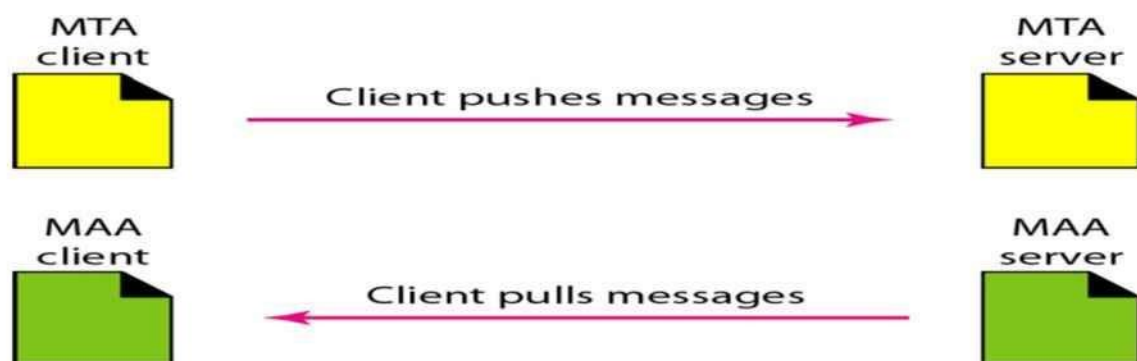 MTA
client
MTA
server
Client pushes messages
MAA
client
MAA
server
Client pulls messages